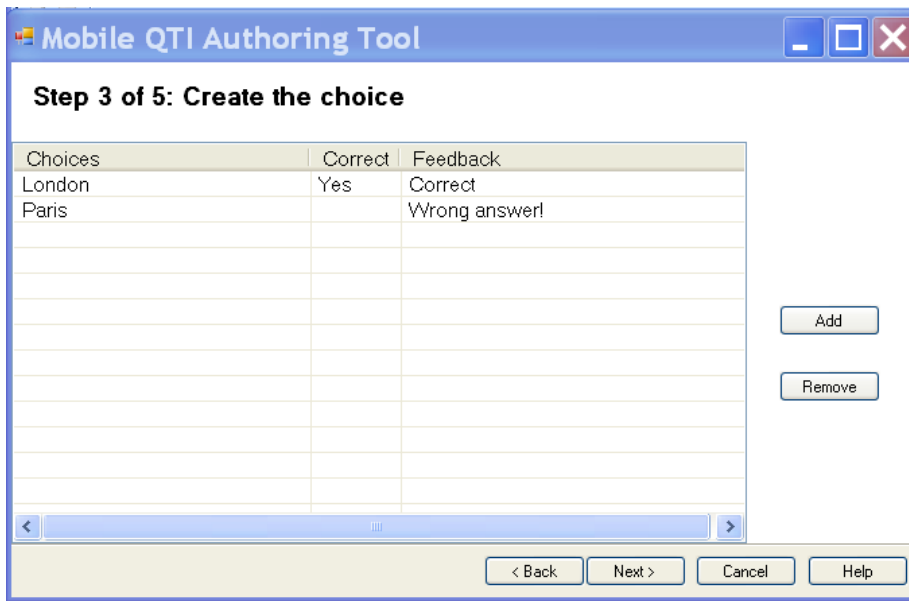 Mobile QTI Authoring Tool
Step 3 of 5: Create the choice
Choices Correct Feedback
London Yes Correct
Paris Wrong answer!
Add
Remove
< Back Next > Cancel Help